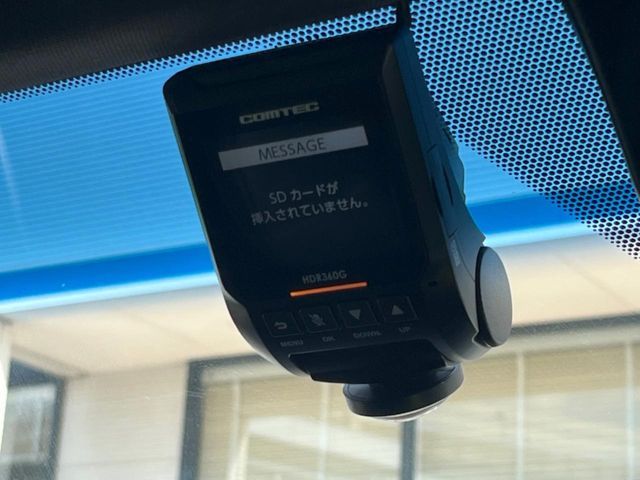 COMTEC
MESSAGE
SDカードが
挿入されていません。
HDR360G
MENU OK DOWN UP